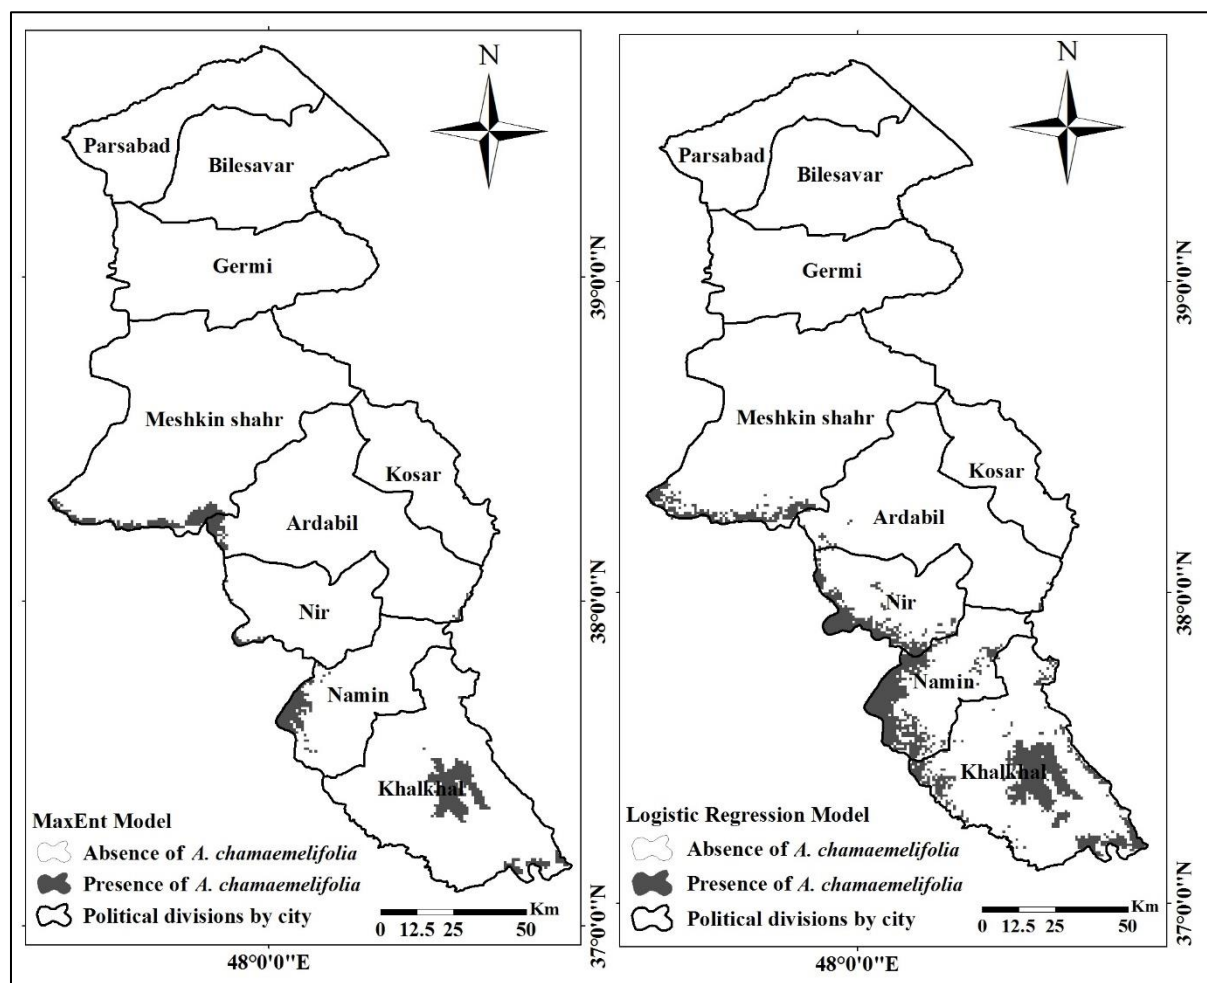 N
Parsabad
Bilesavar
Germi
39°0'0"N
Meshkin shahr
Kosar
Ardabil
38°0'0"N
Nir
Namin
Khalkhal
MaxEnt Model
Absence of A. chamaemelifolia
Presence of A. chamaemelifolia
Political divisions by city
Km
0 12.5 25 50
37°0'0"N
48°0'0"E
N
Parsabad
Bilesavar
Germi
39°0'0"N
Meshkin shahr
Kosar
Ardabil
38°0'0"N
Nir
Namin
Khalkhal
Logistic Regression Model
Absence of A. chamaemelifolia
Presence of A. chamaemelifolia
Political divisions by city
Km
0 12.5 25 50
37°0'0"N
48°0'0"E